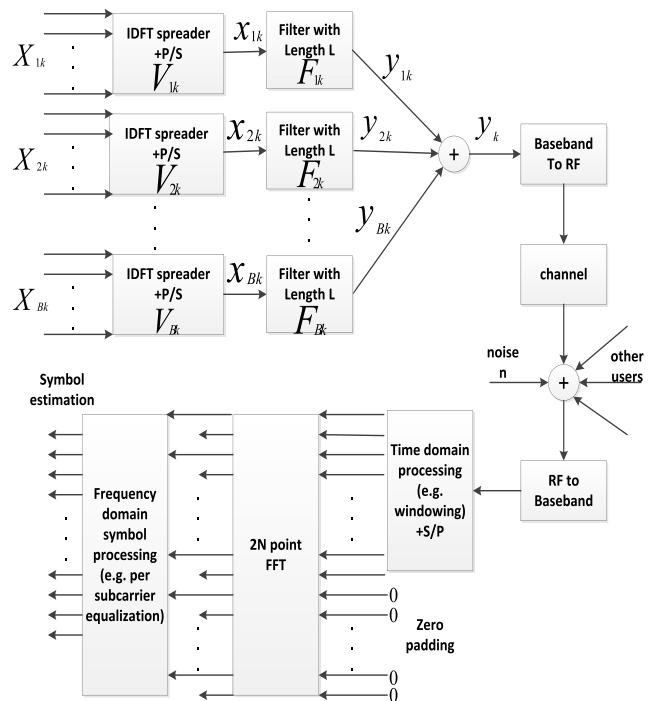 X1k
IDFT spreader
+P/S
V1k
x1k
Filter with
Length L
F1k
y1k
X2k
IDFT spreader
+P/S
V2k
x2k
Filter with
Length L
F2k
y2k
+
yk
Baseband
To RF
XBk
IDFT spreader
+P/S
VBk
xBk
Filter with
Length L
FBk
yBk
channel
noise
n
+
other
users
RF to
Baseband
Symbol
estimation
Frequency
domain
symbol
processing
(e.g. per
subcarrier
equalization)
2N point
FFT
Time domain
processing
(e.g.
windowing)
+S/P
0
0
Zero
padding
0
0